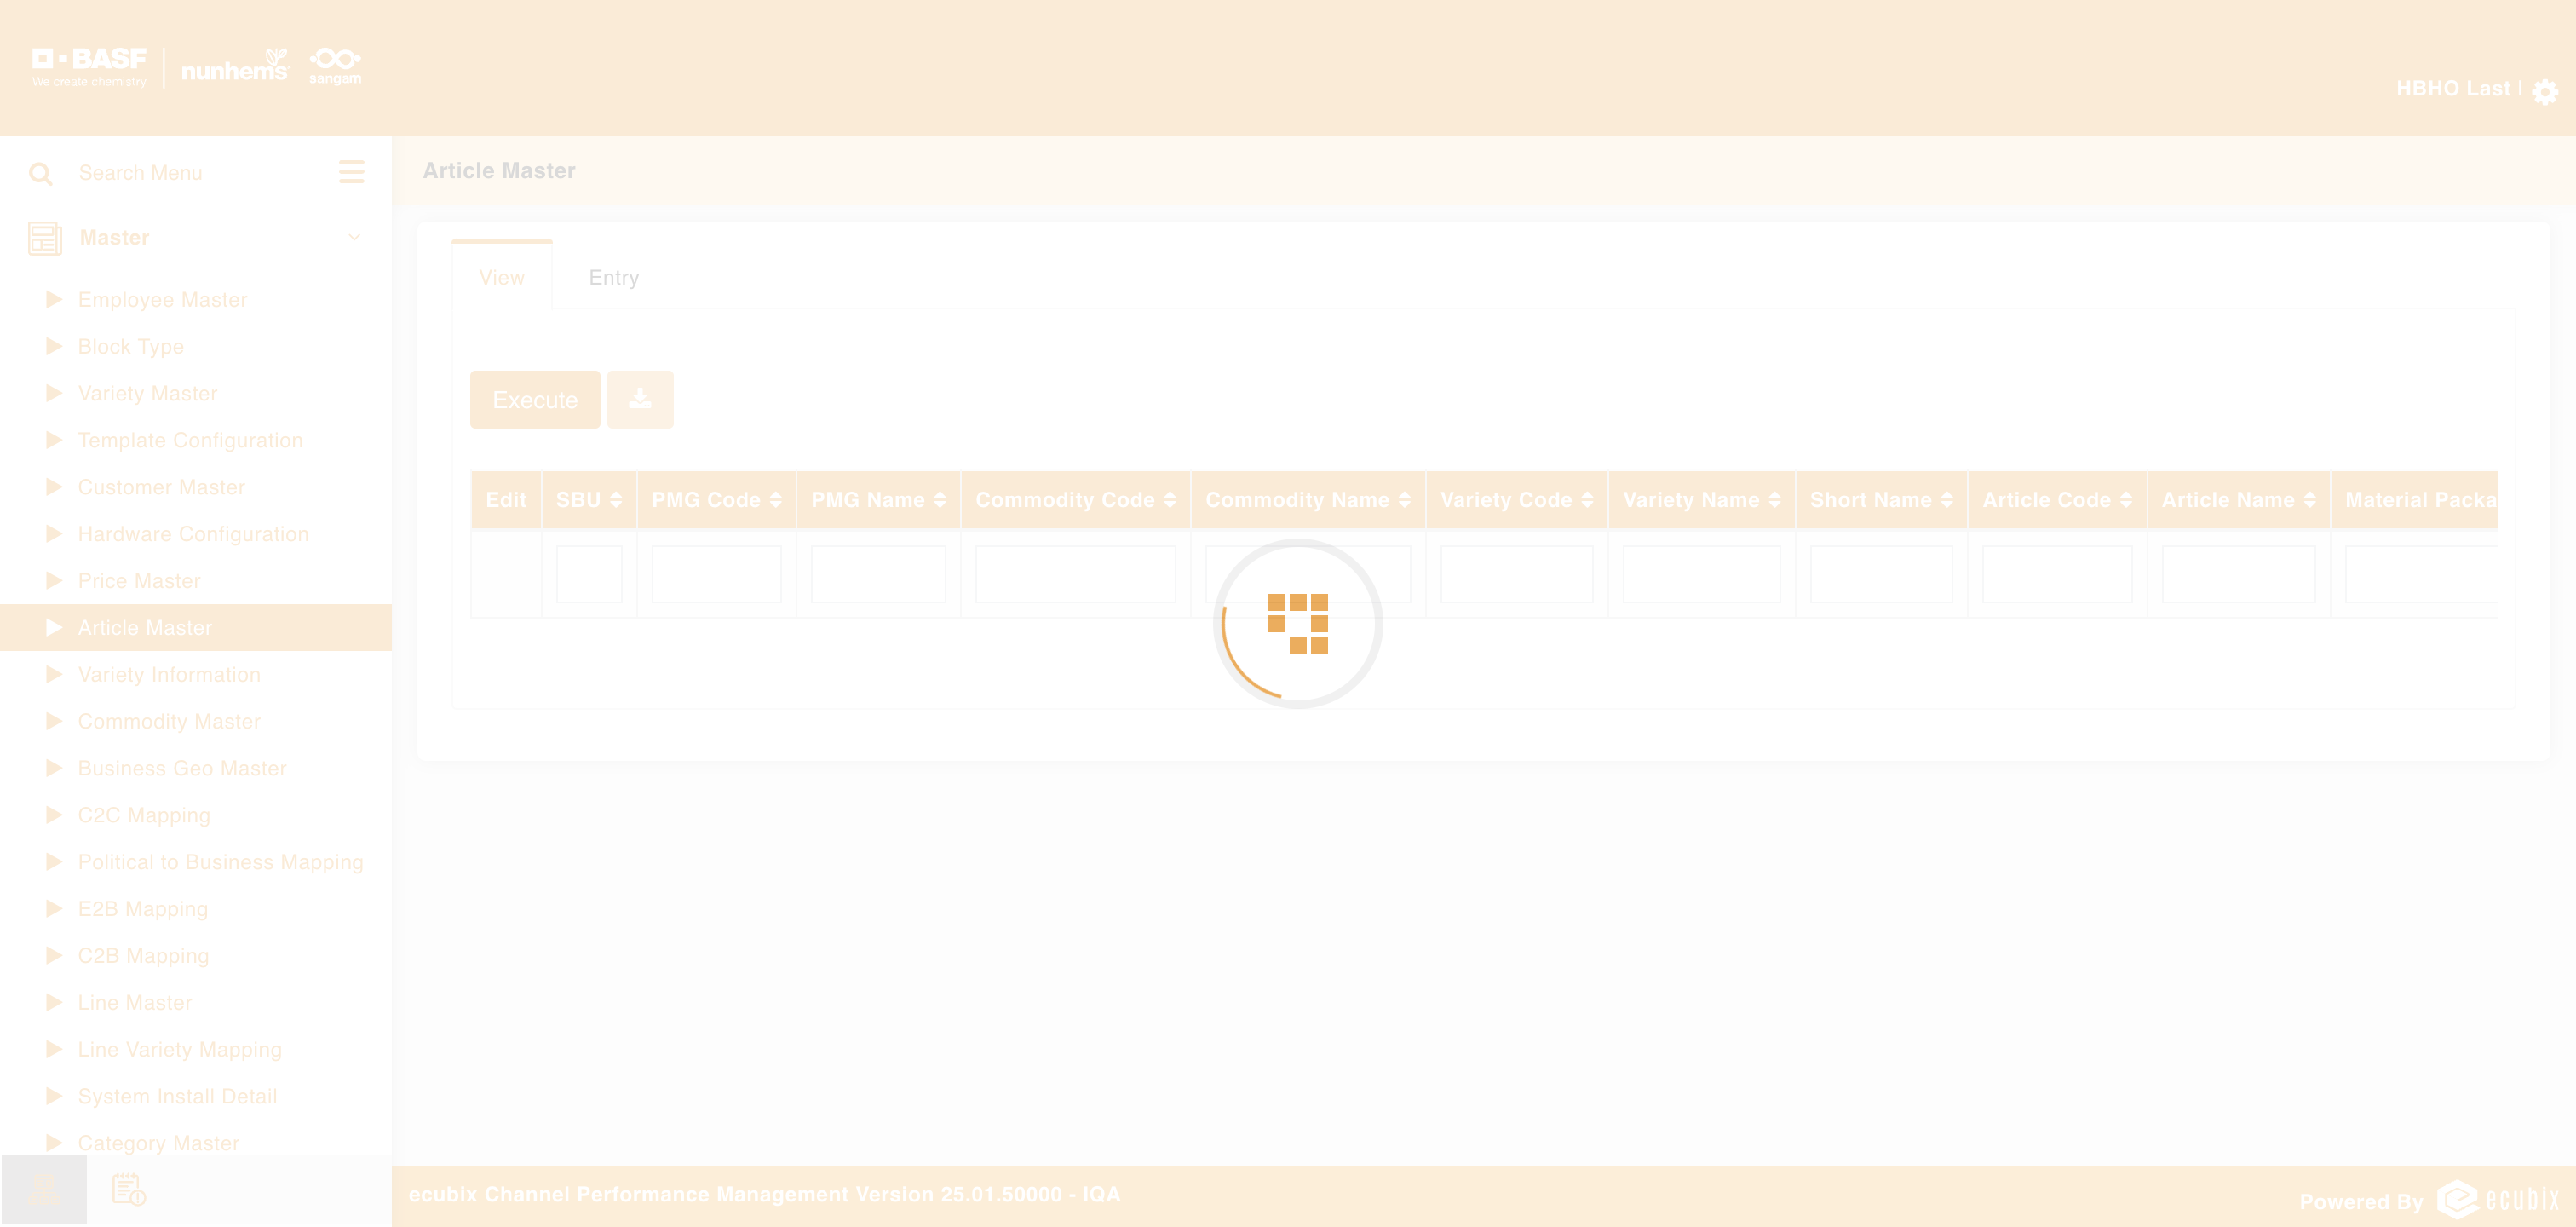 BASF
We create chemistry
nunhems
sangam
HBHO Last |
Search Menu
Article Master
Master
View
Entry
Employee Master
Block Type
Variety Master
Template Configuration
Customer Master
Hardware Configuration
Price Master
Article Master
Variety Information
Commodity Master
Business Geo Master
C2C Mapping
Political to Business Mapping
E2B Mapping
C2B Mapping
Line Master
Line Variety Mapping
System Install Detail
Category Master
Execute
Edit SBU PMG Code PMG Name Commodity Code Commodity Name Variety Code Variety Name Short Name Article Code Article Name Material Packa
ecubix Channel Performance Management Version 25.01.50000 - IQA
Powered By ecubix